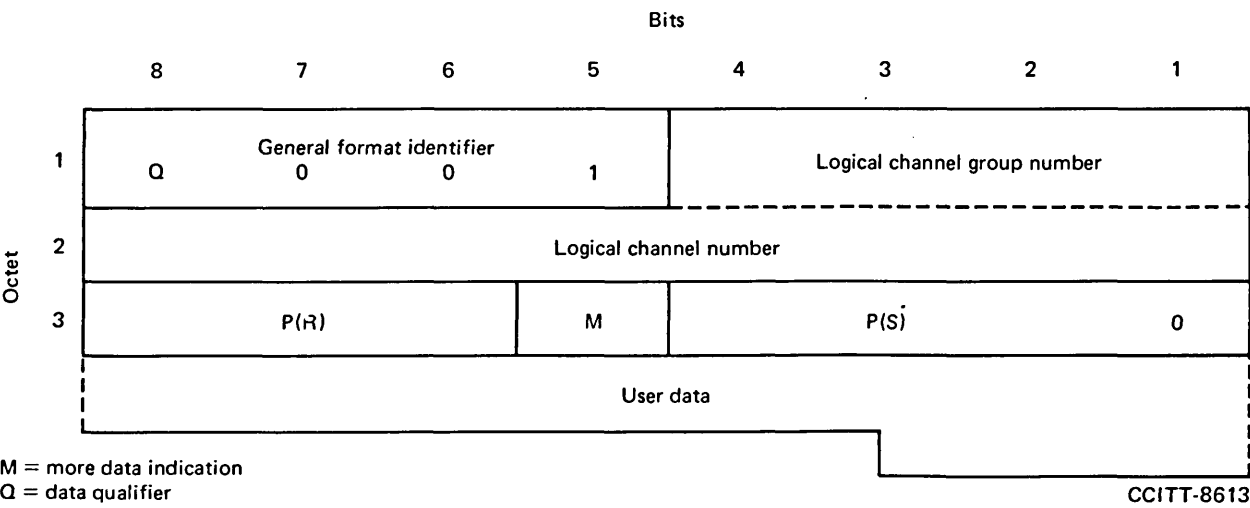 Bits
8 7 6 5 4 3 2 1
Octet
1
General format identifier
Q 0 0 1
Logical channel group number
2
Logical channel number
3
P(R)
M
P(S)
0
User data
M = more data indication
Q = data qualifier
CCITT-8613